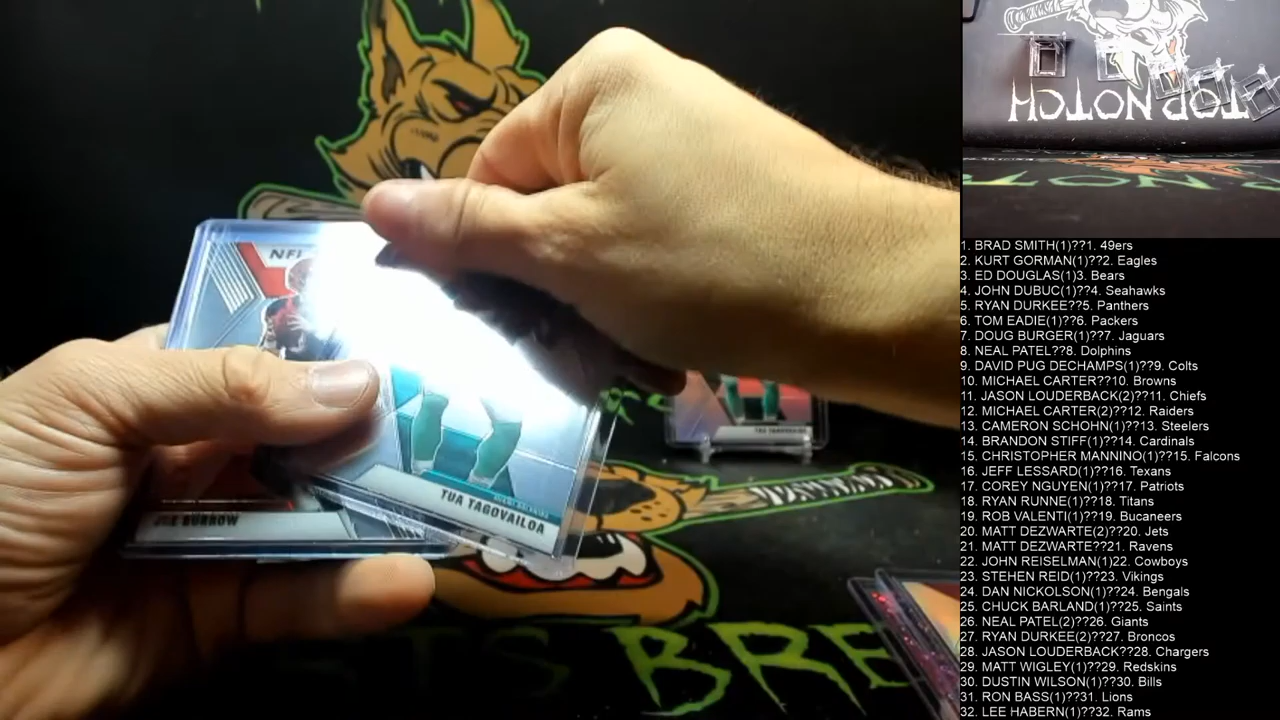 NFL
JOE BURROW
TUA TAGOVAILOA
TUA TAGOVAILOA
BRE
TOP NOTCH
1. BRAD SMITH(1)??1. 49ers
2. KURT GORMAN(1)??2. Eagles
3. ED DOUGLAS(1)3. Bears
4. JOHN DUBUC(1)??4. Seahawks
5. RYAN DURKEE??5. Panthers
6. TOM EADIE(1)??6. Packers
7. DOUG BURGER(1)??7. Jaguars
8. NEAL PATEL??8. Dolphins
9. DAVID PUG DECHAMPS(1)??9. Colts
10. MICHAEL CARTER??10. Browns
11. JASON LOUDERBACK(2)??11. Chiefs
12. MICHAEL CARTER(2)??12. Raiders
13. CAMERON SCHOHN(1)??13. Steelers
14. BRANDON STIFF(1)??14. Cardinals
15. CHRISTOPHER MANNINO(1)??15. Falcons
16. JEFF LESSARD(1)??16. Texans
17. COREY NGUYEN(1)??17. Patriots
18. RYAN RUNNE(1)??18. Titans
19. ROB VALENTI(1)??19. Bucaneers
20. MATT DEZWARTE(2)??20. Jets
21. MATT DEZWARTE??21. Ravens
22. JOHN REISELMAN(1)22. Cowboys
23. STEHEN REID(1)??23. Vikings
24. DAN NICKOLSON(1)??24. Bengals
25. CHUCK BARLAND(1)??25. Saints
26. NEAL PATEL(2)??26. Giants
27. RYAN DURKEE(2)??27. Broncos
28. JASON LOUDERBACK??28. Chargers
29. MATT WIGLEY(1)??29. Redskins
30. DUSTIN WILSON(1)??30. Bills
31. RON BASS(1)??31. Lions
32. LEE HABERN(1)??32. Rams